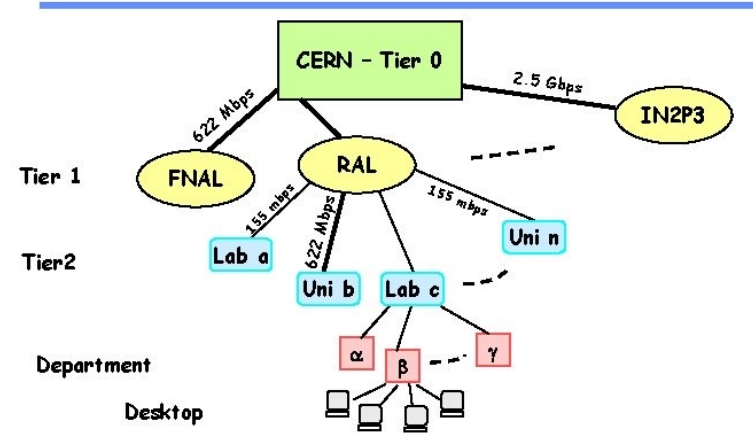 CERN - Tier 0
622 Mbps
2.5 Gbps
IN2P3
Tier 1
FNAL
RAL
155 mbps
622 Mbps
155 mbps
Tier2
Lab a
Uni b
Lab c
Uni n
Department
α
β
γ
Desktop